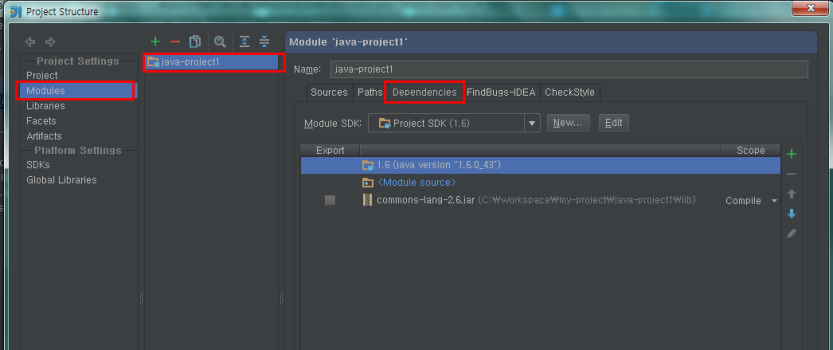 Project Structure
Project Settings
Project
Modules
Libraries
Facets
Artifacts
Platform Settings
SDKs
Global Libraries
java-project1
Module 'java-project1'
Name: java-project1
Sources Paths Dependencies FindBugs-IDEA CheckStyle
Module SDK: Project SDK (1.6) New... Edit
Export Scope
1.6 (java version "1.6.0_43")
<Module source>
commons-lang-2.6.jar (C:₩workspace₩my-project₩java-project1₩lib) Compile